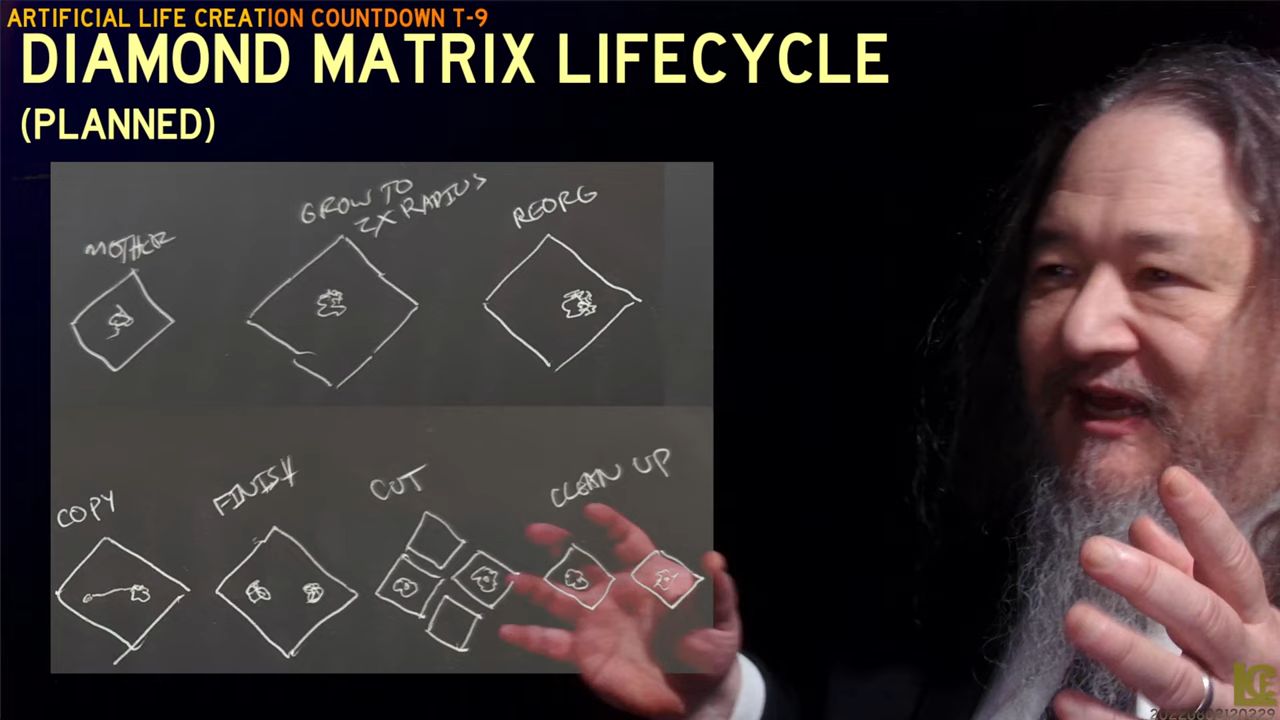 ARTIFICIAL LIFE CREATION COUNTDOWN T-9
DIAMOND MATRIX LIFECYCLE
(PLANNED)
MOTHER
GROW TO
2X RADIUS
REORG
COPY
FINISH
CUT
CLEAN UP